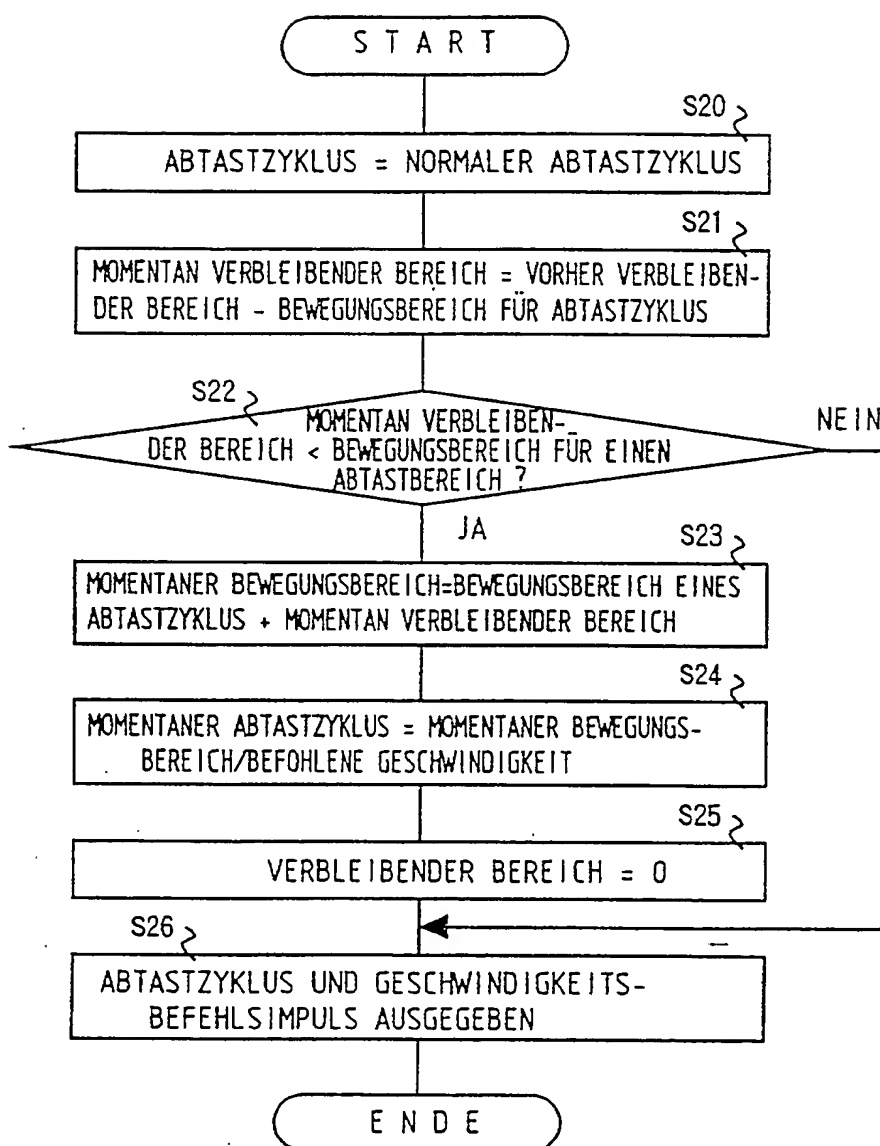 START
S20
ABTASTZYKLUS = NORMALER ABTASTZYKLUS
S21
MOMENTAN VERBLEIBENDER BEREICH = VORHER VERBLEIBEN-
DER BEREICH - BEWEGUNGSBEREICH FÜR ABTASTZYKLUS
S22
MOMENTAN VERBLEIBEN-
DER BEREICH < BEWEGUNGSBEREICH FÜR EINEN
ABTASTBEREICH ?
NEIN
JA
S23
MOMENTANER BEWEGUNGSBEREICH=BEWEGUNGSBEREICH EINES
ABTASTZYKLUS + MOMENTAN VERBLEIBENDER BEREICH
S24
MOMENTANER ABTASTZYKLUS = MOMENTANER BEWEGUNGS-
BEREICH/BEFOHLENE GESCHWINDIGKEIT
S25
VERBLEIBENDER BEREICH = 0
S26
ABTASTZYKLUS UND GESCHWINDIGKEITS-
BEFEHLSIMPULS AUSGEGEBEN
ENDE